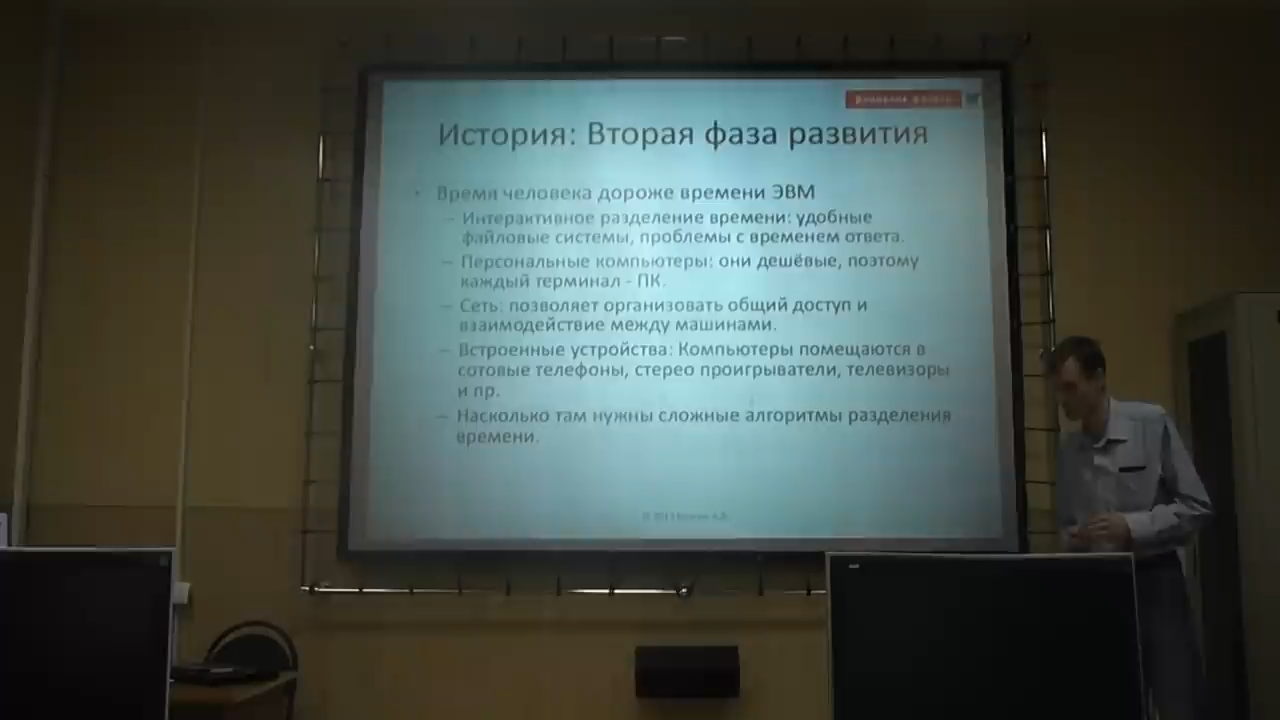 История: Вторая фаза развития
• Время человека дороже времени ЭВМ
– Интерактивное разделение времени: удобные
файловые системы, проблемы с временем ответа.
– Персональные компьютеры: они дешёвые, поэтому
каждый терминал - ПК.
– Сеть: позволяет организовать общий доступ и
взаимодействие между машинами.
– Встроенные устройства: Компьютеры помещаются в
сотовые телефоны, стерео проигрыватели, телевизоры
и пр.
– Насколько там нужны сложные алгоритмы разделения
времени.